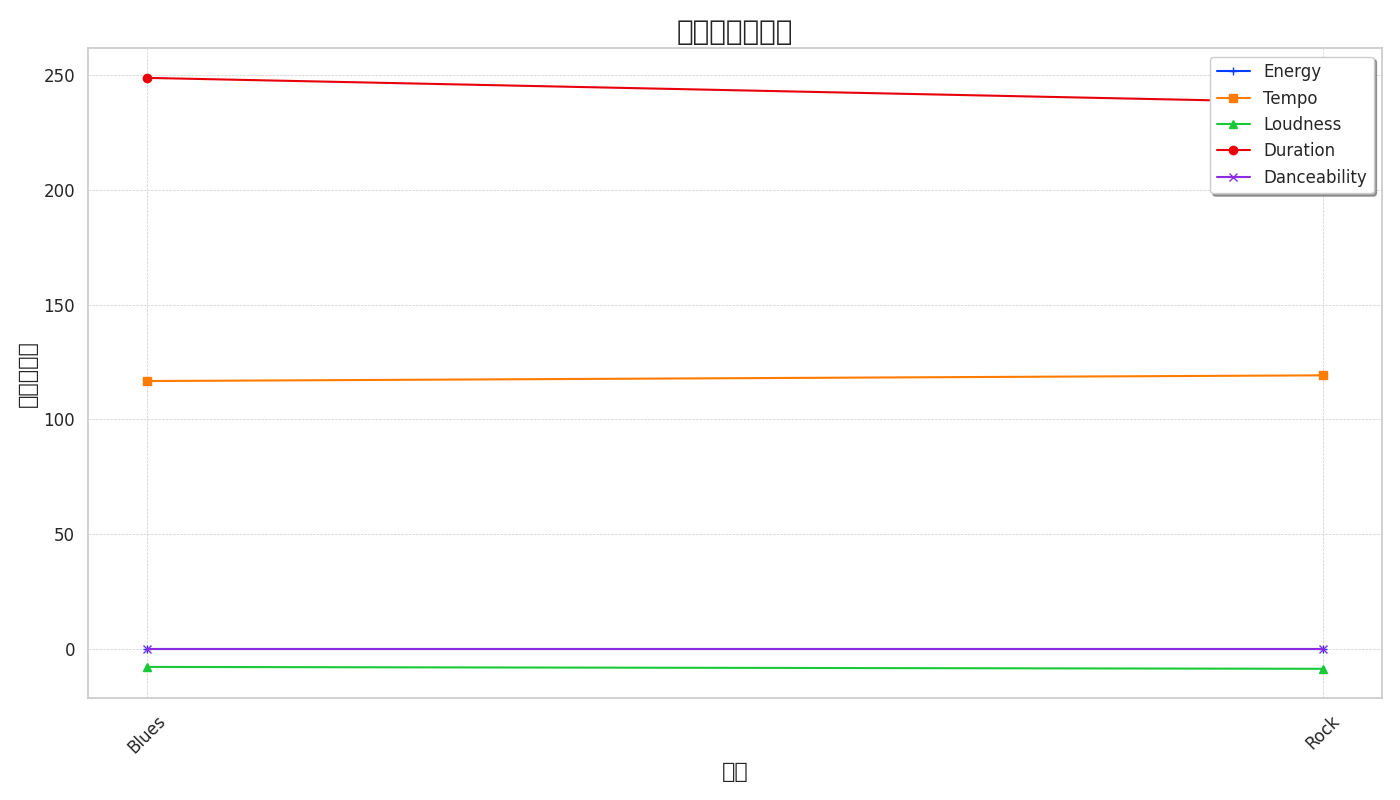 250
200
150
100
50
0
Blues
Rock
Energy
Tempo
Loudness
Duration
Danceability